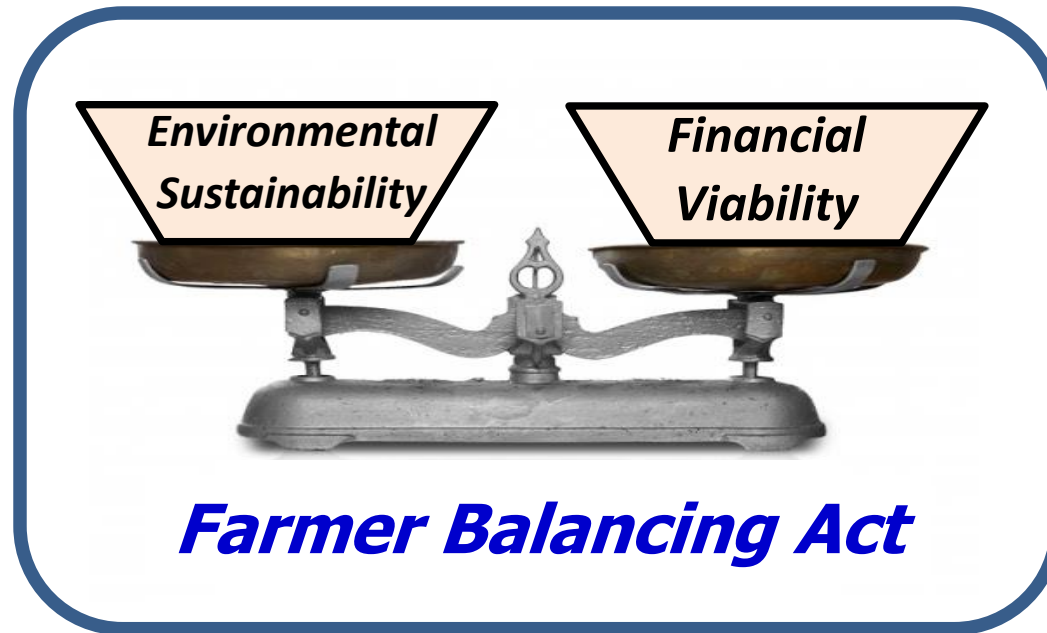 Environmental
Sustainability
Financial
Viability
Farmer Balancing Act